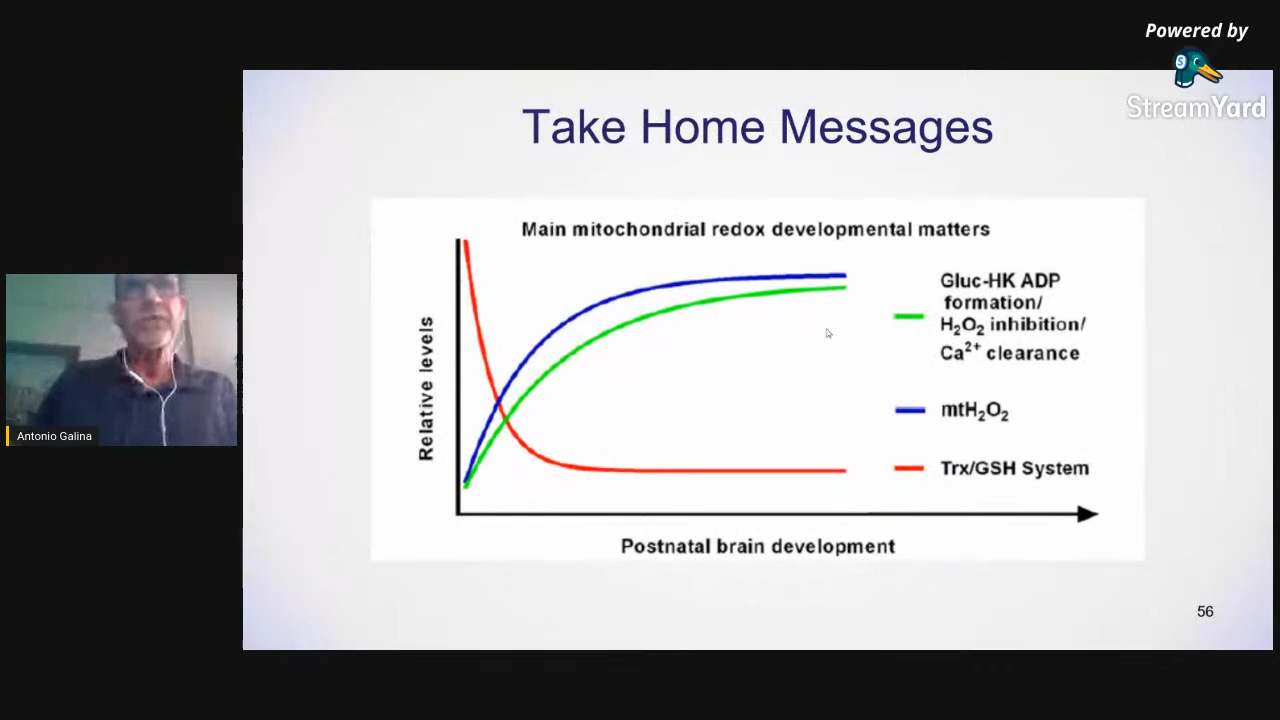 Powered by
StreamYard
Take Home Messages
Main mitochondrial redox developmental matters
Relative levels
Gluc-HK ADP
formation/
H₂O₂ inhibition/
Ca²⁺ clearance
mtH₂O₂
Trx/GSH System
Postnatal brain development
Antonio Galina
56